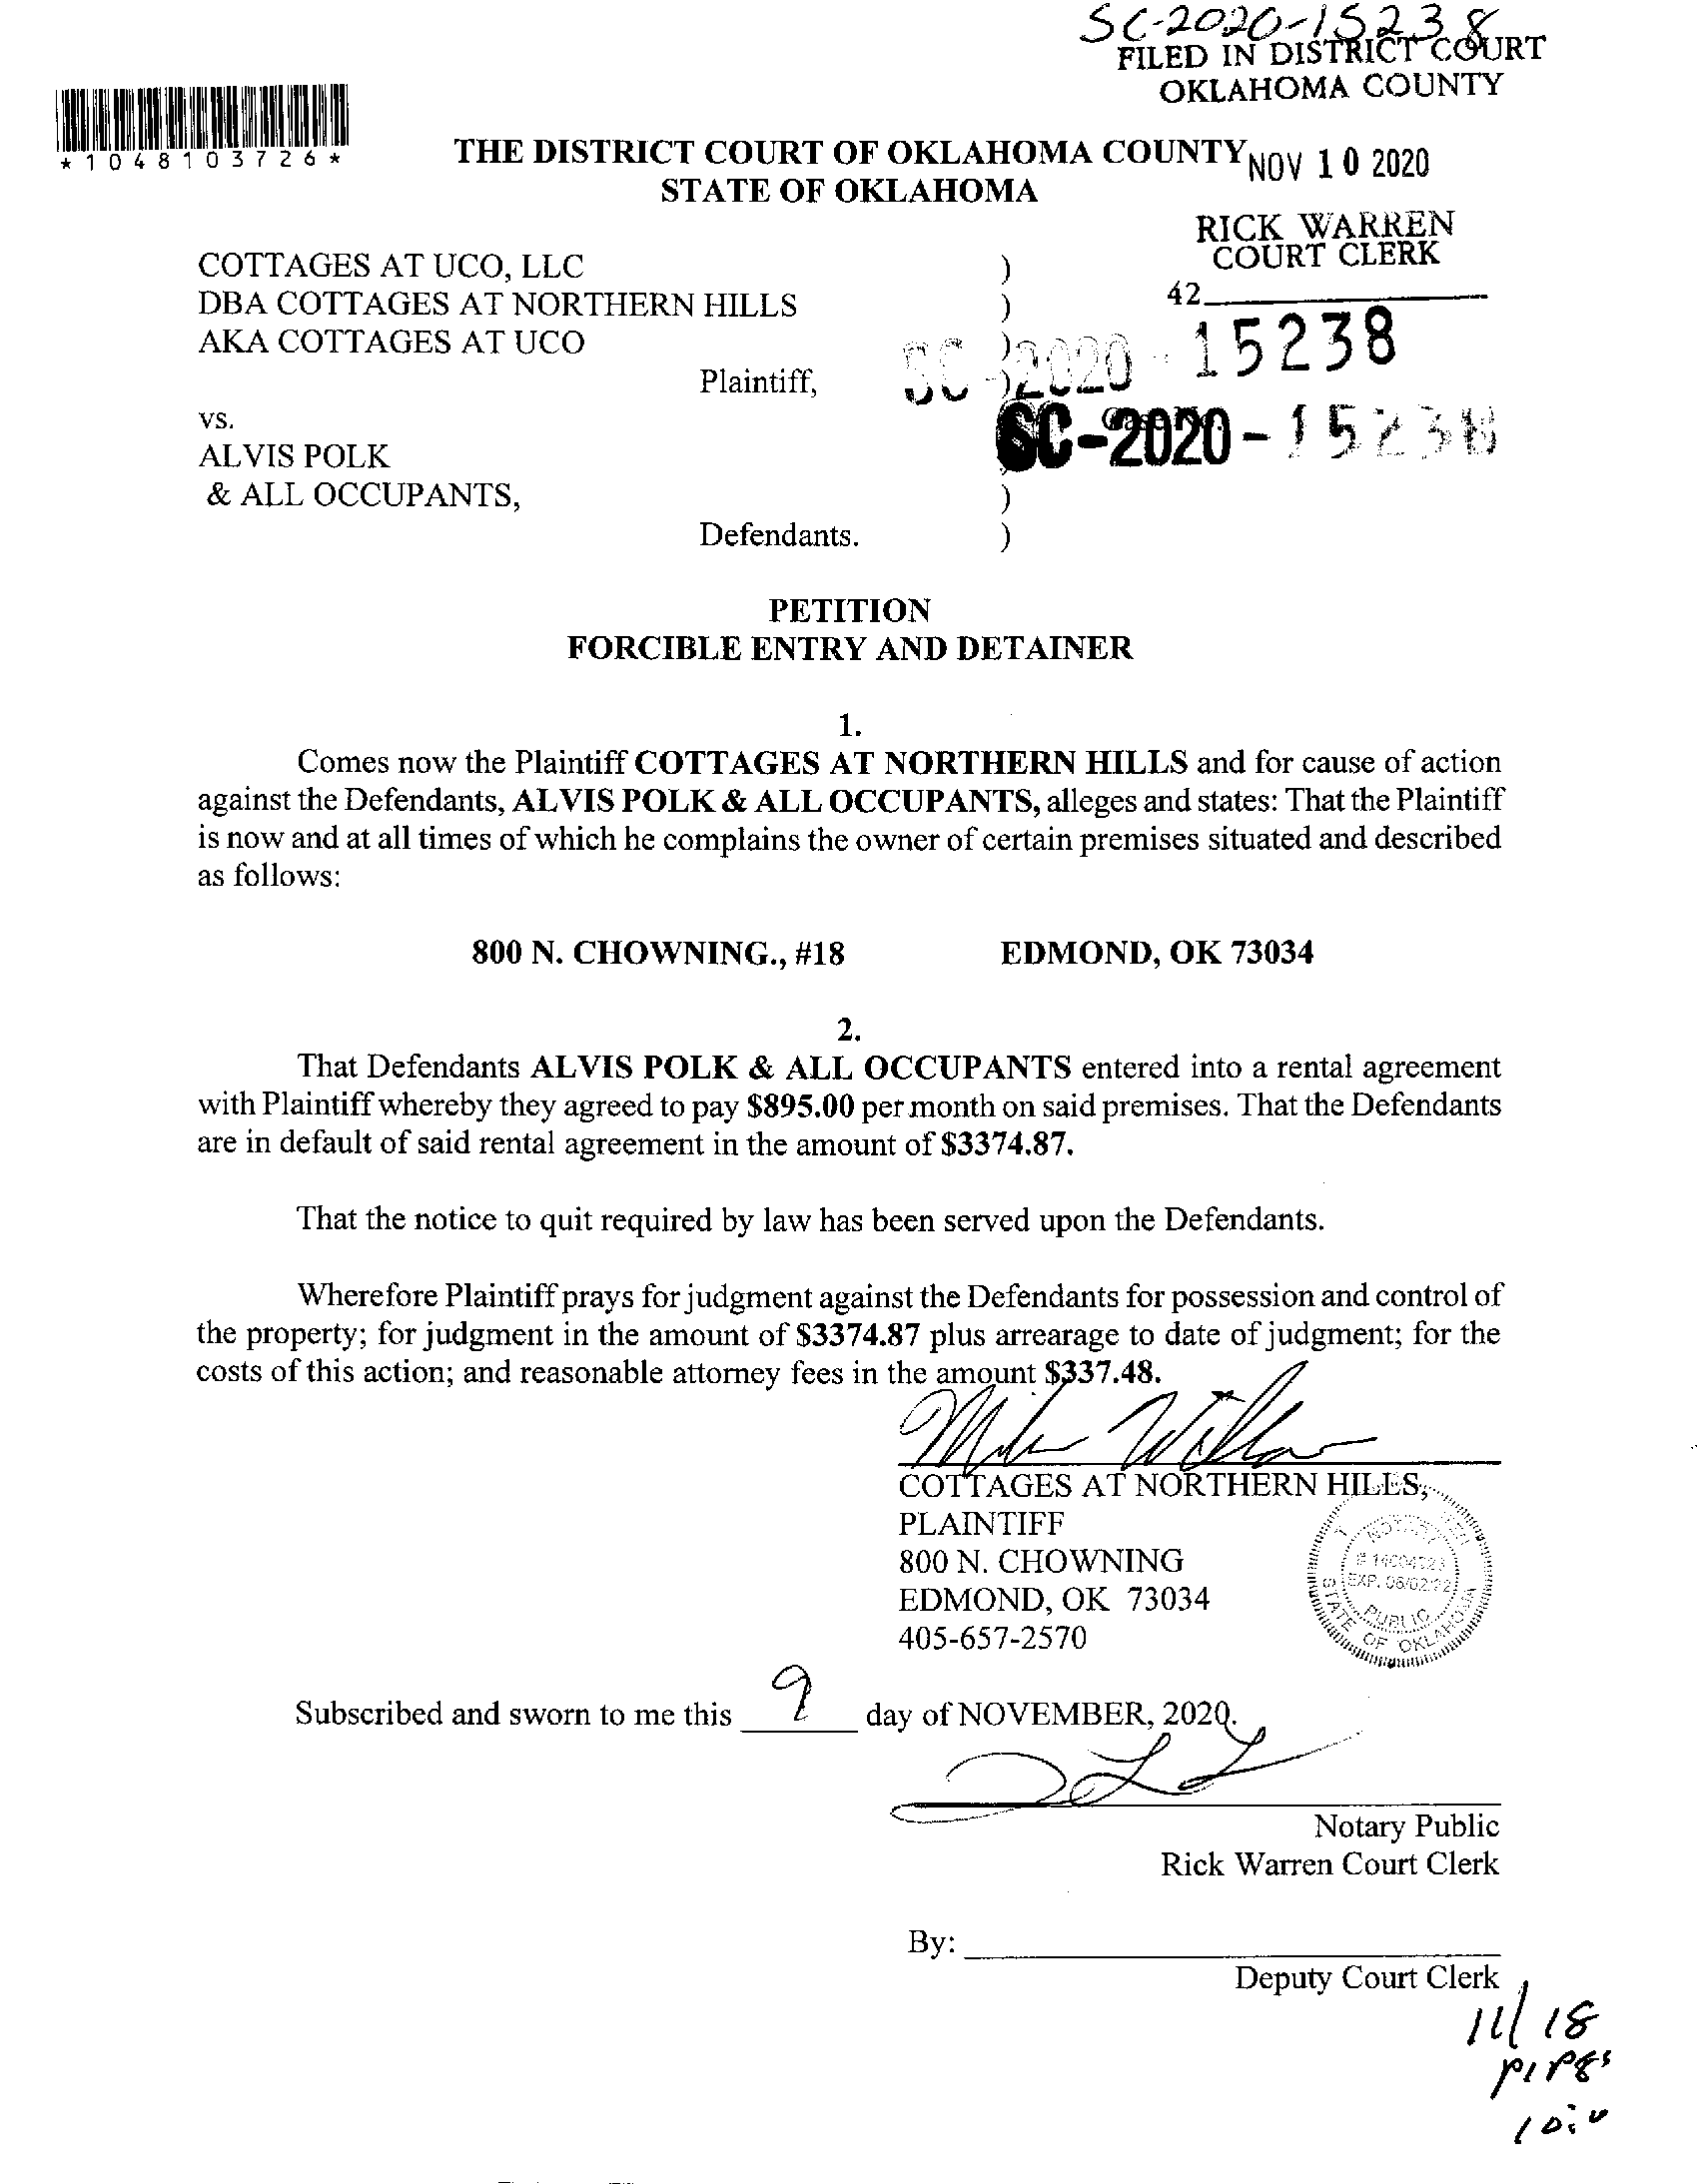 SC-2020-15238
FILED IN DISTRICT COURT
OKLAHOMA COUNTY
*1048103726*
THE DISTRICT COURT OF OKLAHOMA COUNTY
NOV 10 2020
STATE OF OKLAHOMA
RICK WARREN
COURT CLERK
42
COTTAGES AT UCO, LLC )
DBA COTTAGES AT NORTHERN HILLS )
AKA COTTAGES AT UCO )
SC-2020-15238
Plaintiff, )
SC-2020-15238
vs.
ALVIS POLK
& ALL OCCUPANTS, )
Defendants. )
PETITION
FORCIBLE ENTRY AND DETAINER
1.
Comes now the Plaintiff COTTAGES AT NORTHERN HILLS and for cause of action
against the Defendants, ALVIS POLK & ALL OCCUPANTS, alleges and states: That the Plaintiff
is now and at all times of which he complains the owner of certain premises situated and described
as follows:
800 N. CHOWNING., #18 EDMOND, OK 73034
2.
That Defendants ALVIS POLK & ALL OCCUPANTS entered into a rental agreement
with Plaintiff whereby they agreed to pay $895.00 per month on said premises. That the Defendants
are in default of said rental agreement in the amount of $3374.87.
That the notice to quit required by law has been served upon the Defendants.
Wherefore Plaintiff prays for judgment against the Defendants for possession and control of
the property; for judgment in the amount of $3374.87 plus arrearage to date of judgment; for the
costs of this action; and reasonable attorney fees in the amount $337.48.
COTTAGES AT NORTHERN HILLS,
PLAINTIFF
800 N. CHOWNING
EDMOND, OK 73034
405-657-2570
NOTARY
EXP. 06/02/22
PUBLIC
STATE OF OKLAHOMA
Subscribed and sworn to me this 9 day of NOVEMBER, 2020.
Notary Public
Rick Warren Court Clerk
By:
Deputy Court Clerk
11/18